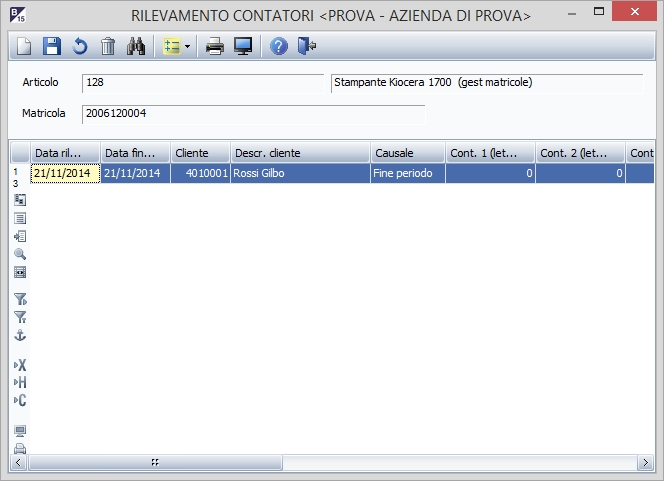 B 15
RILEVAMENTO CONTATORI <PROVA - AZIENDA DI PROVA>
Articolo 128 Stampante Kiocera 1700 (gest matricole)
Matricola 2006120004
Data ril... Data fin... Cliente Descr. cliente Causale Cont. 1 (let... Cont. 2 (let... Cont
1 21/11/2014 21/11/2014 4010001 Rossi Gilbo Fine periodo 0 0
3
X
H
C